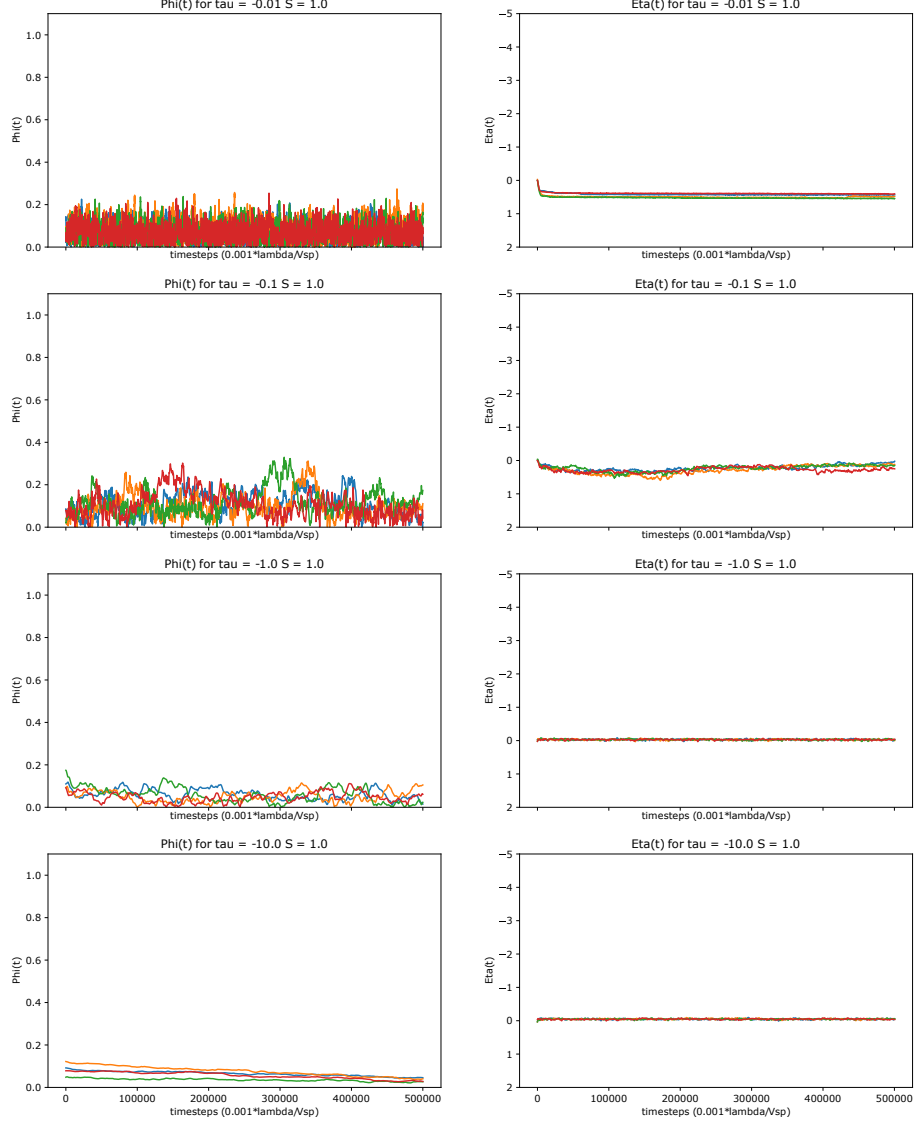 Phi(t) for tau = -0.01 S = 1.0
1.0
0.8
0.6
0.4
0.2
0.0
Phi(t)
timesteps (0.001*lambda/Vsp)
Eta(t) for tau = -0.01 S = 1.0
−5
−4
−3
−2
−1
0
1
2
Eta(t)
timesteps (0.001*lambda/Vsp)
Phi(t) for tau = -0.1 S = 1.0
1.0
0.8
0.6
0.4
0.2
0.0
Phi(t)
timesteps (0.001*lambda/Vsp)
Eta(t) for tau = -0.1 S = 1.0
−5
−4
−3
−2
−1
0
1
2
Eta(t)
timesteps (0.001*lambda/Vsp)
Phi(t) for tau = -1.0 S = 1.0
1.0
0.8
0.6
0.4
0.2
0.0
Phi(t)
timesteps (0.001*lambda/Vsp)
Eta(t) for tau = -1.0 S = 1.0
−5
−4
−3
−2
−1
0
1
2
Eta(t)
timesteps (0.001*lambda/Vsp)
Phi(t) for tau = -10.0 S = 1.0
1.0
0.8
0.6
0.4
0.2
0.0
Phi(t)
0 100000 200000 300000 400000 500000
timesteps (0.001*lambda/Vsp)
Eta(t) for tau = -10.0 S = 1.0
−5
−4
−3
−2
−1
0
1
2
Eta(t)
0 100000 200000 300000 400000 500000
timesteps (0.001*lambda/Vsp)